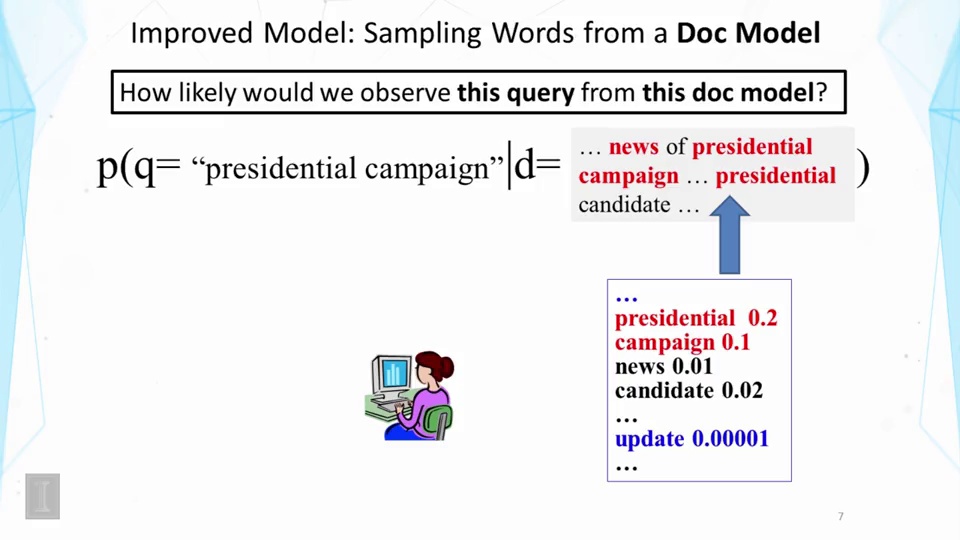 Improved Model: Sampling Words from a Doc Model
How likely would we observe this query from this doc model?
p(q= “presidential campaign”|d=
… news of presidential
campaign … presidential
candidate …
)
…
presidential 0.2
campaign 0.1
news 0.01
candidate 0.02
…
update 0.00001
…
I
7